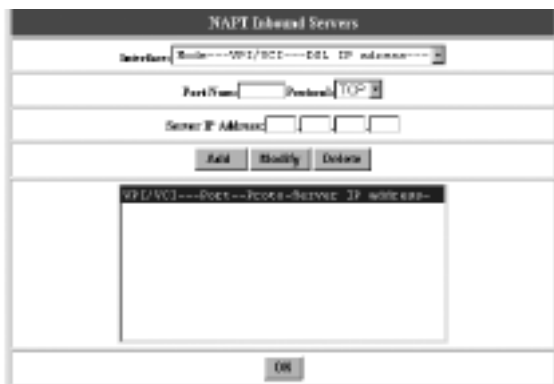 NAPT Inbound Servers
Interface: Mode---VPI/VCI---DSL IP adress---
Port Num: Protocol: TCP
Server IP Address: . . .
Add Modify Delete
VPI/VCI---Port--Proto-Server IP address-
OK